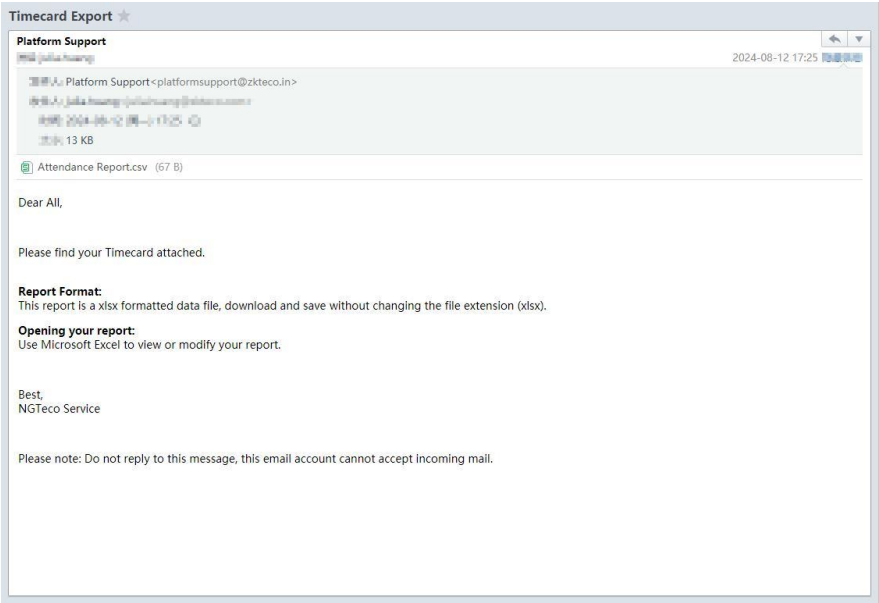 Timecard Export
Platform Support
2024-08-12 17:25
Platform Support<platformsupport@zkteco.in>
13 KB
Attendance Report.csv (67 B)
Dear All,
Please find your Timecard attached.
Report Format:
This report is a xlsx formatted data file, download and save without changing the file extension (xlsx).
Opening your report:
Use Microsoft Excel to view or modify your report.
Best,
NGTeco Service
Please note: Do not reply to this message, this email account cannot accept incoming mail.